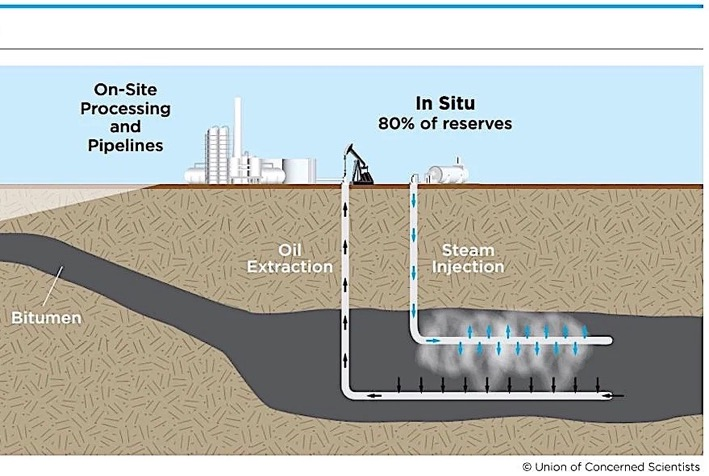 On-Site
Processing
and
Pipelines
In Situ
80% of reserves
Oil
Extraction
Steam
Injection
Bitumen
© Union of Concerned Scientists